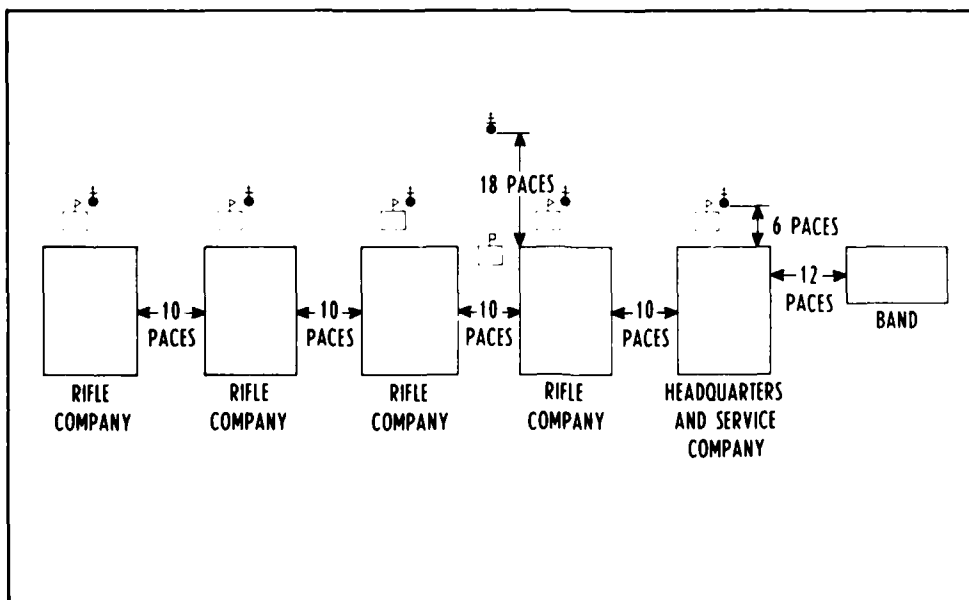 18 PACES
P
P
P
P
P
P
6 PACES
10
PACES
10
PACES
10
PACES
10
PACES
12
PACES
BAND
RIFLE
COMPANY
RIFLE
COMPANY
RIFLE
COMPANY
RIFLE
COMPANY
HEADQUARTERS
AND SERVICE
COMPANY